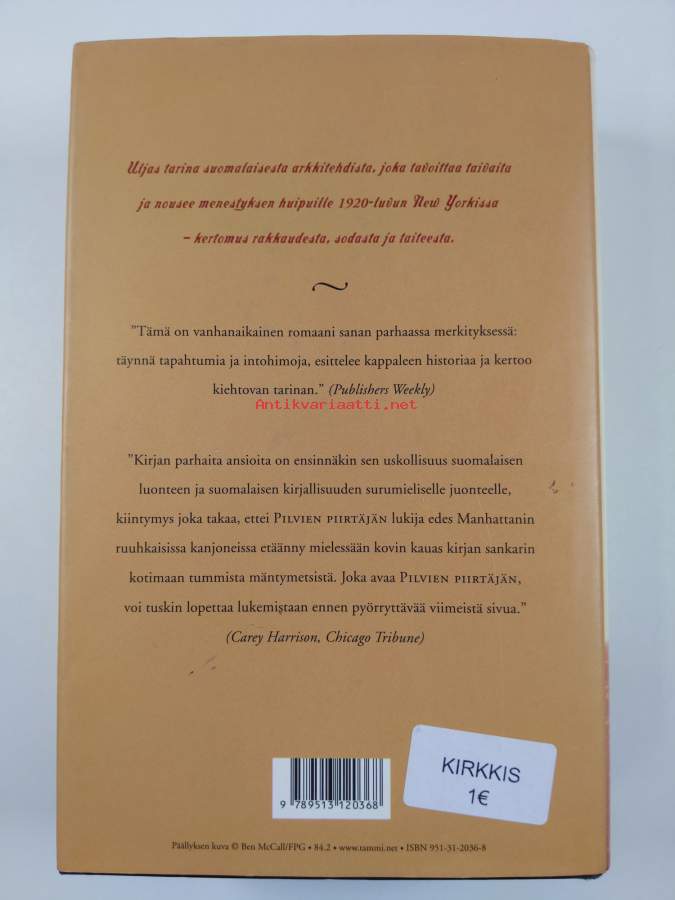 Uljas tarina suomalaisesta arkkitehdista, joka tavoittaa taivaita
ja nousee menestyksen huipuille 1920-luvun New Yorkissa
– kertomus rakkaudesta, sodasta ja taiteesta.
"Tämä on vanhanaikainen romaani sanan parhaassa merkityksessä:
täynnä tapahtumia ja intohimoja, esittelee kappaleen historiaa ja kertoo
kiehtovan tarinan." (Publishers Weekly)
Antikvariaatti.net
"Kirjan parhaita ansioita on ensinnäkin sen uskollisuus suomalaisen
luonteen ja suomalaisen kirjallisuuden surumieliselle juonteelle,
kiintymys joka takaa, ettei PILVIEN PIIRTÄJÄN lukija edes Manhattanin
ruuhkaisissa kanjoneissa etäänny mielessään kovin kauas kirjan sankarin
kotimaan tummista mäntymetsistä. Joka avaa PILVIEN PIIRTÄJÄN,
voi tuskin lopettaa lukemistaan ennen pyörryttävää viimeistä sivua."
(Carey Harrison, Chicago Tribune)
KIRKKIS
1€
9 789513 120368
Päällyksen kuva © Ben McCall/FPG • 84.2 • www.tammi.net • ISBN 951-31-2036-8